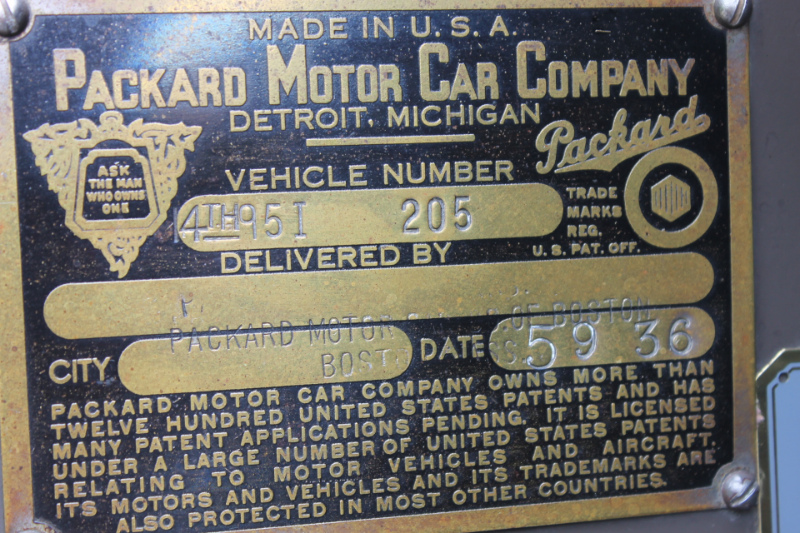 MADE IN U.S.A.
PACKARD MOTOR CAR COMPANY
DETROIT, MICHIGAN
Packard
ASK
THE MAN
WHO OWNS
ONE
VEHICLE NUMBER
TRADE
MARKS
REG.
U.S. PAT. OFF.
14TH951 205
DELIVERED BY
PACKARD MOTOR OF BOSTON
CITY BOST DATE 5 9 36
PACKARD MOTOR CAR COMPANY OWNS MORE THAN
TWELVE HUNDRED UNITED STATES PATENTS AND HAS
MANY PATENT APPLICATIONS PENDING. IT IS LICENSED
UNDER A LARGE NUMBER OF UNITED STATES PATENTS
RELATING TO MOTOR VEHICLES AND AIRCRAFT.
ITS MOTORS AND VEHICLES AND ITS TRADEMARKS ARE
ALSO PROTECTED IN MOST OTHER COUNTRIES.